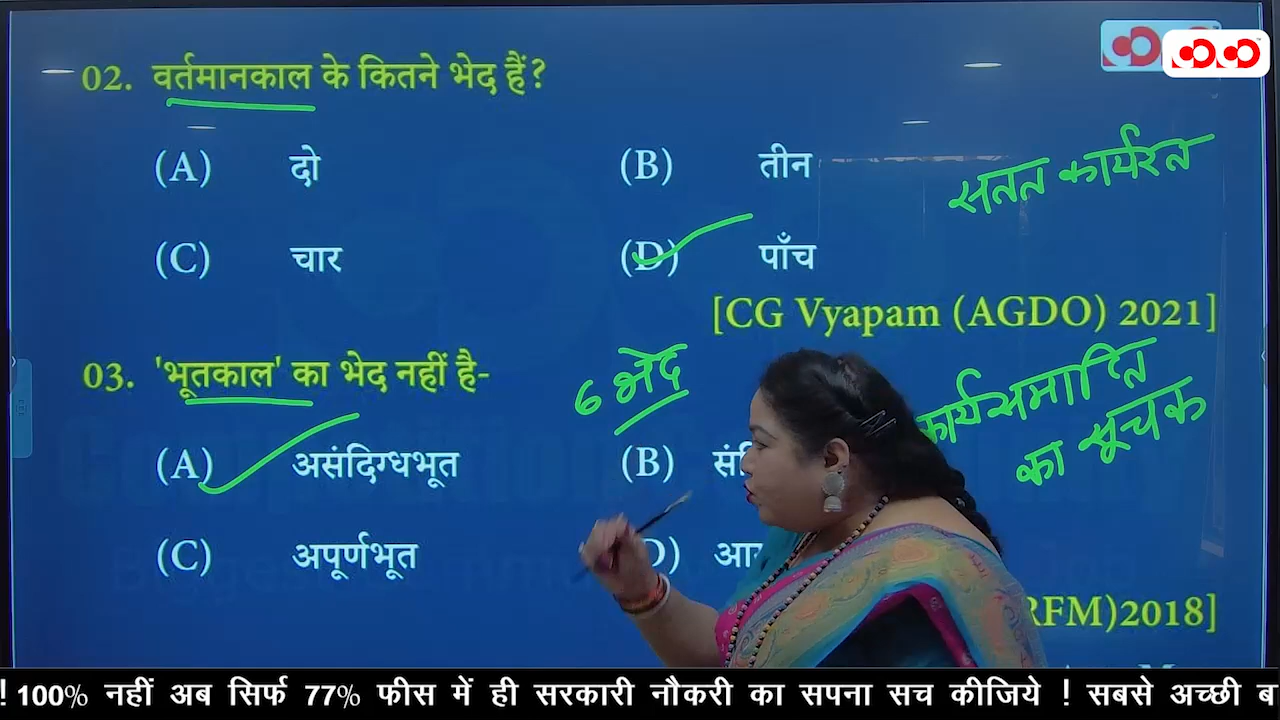 02. वर्तमानकाल के कितने भेद हैं?
(A) दो
(B) तीन
सतत कार्यरत
(C) चार
(D) पाँच
[CG Vyapam (AGDO) 2021]
03. 'भूतकाल' का भेद नहीं है-
6 भेद
कार्यसमाप्ति
का सूचक
(A) असंदिग्धभूत
(B)
(C) अपूर्णभूत
D)
RFM)2018]
! 100% नहीं अब सिर्फ 77% फीस में ही सरकारी नौकरी का सपना सच कीजिये ! सबसे अच्छी